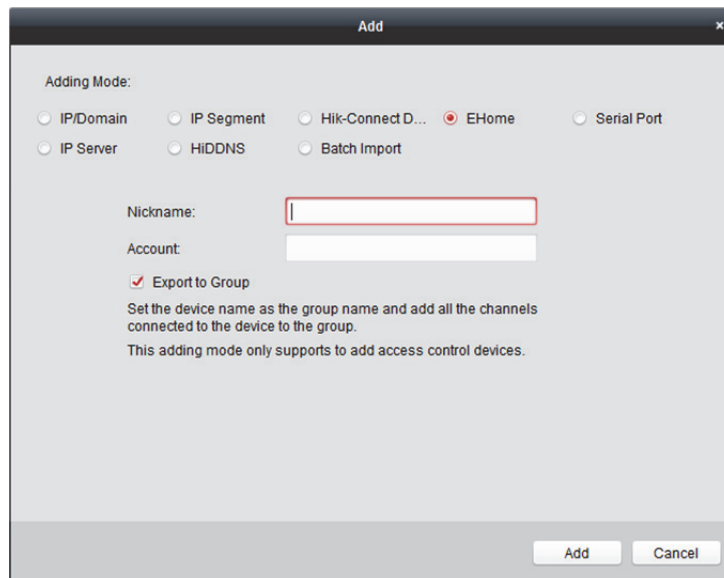 Add
×
Adding Mode:
IP/Domain IP Segment Hik-Connect D... EHome Serial Port
IP Server HiDDNS Batch Import
Nickname:
Account:
Export to Group
Set the device name as the group name and add all the channels
connected to the device to the group.
This adding mode only supports to add access control devices.
Add Cancel